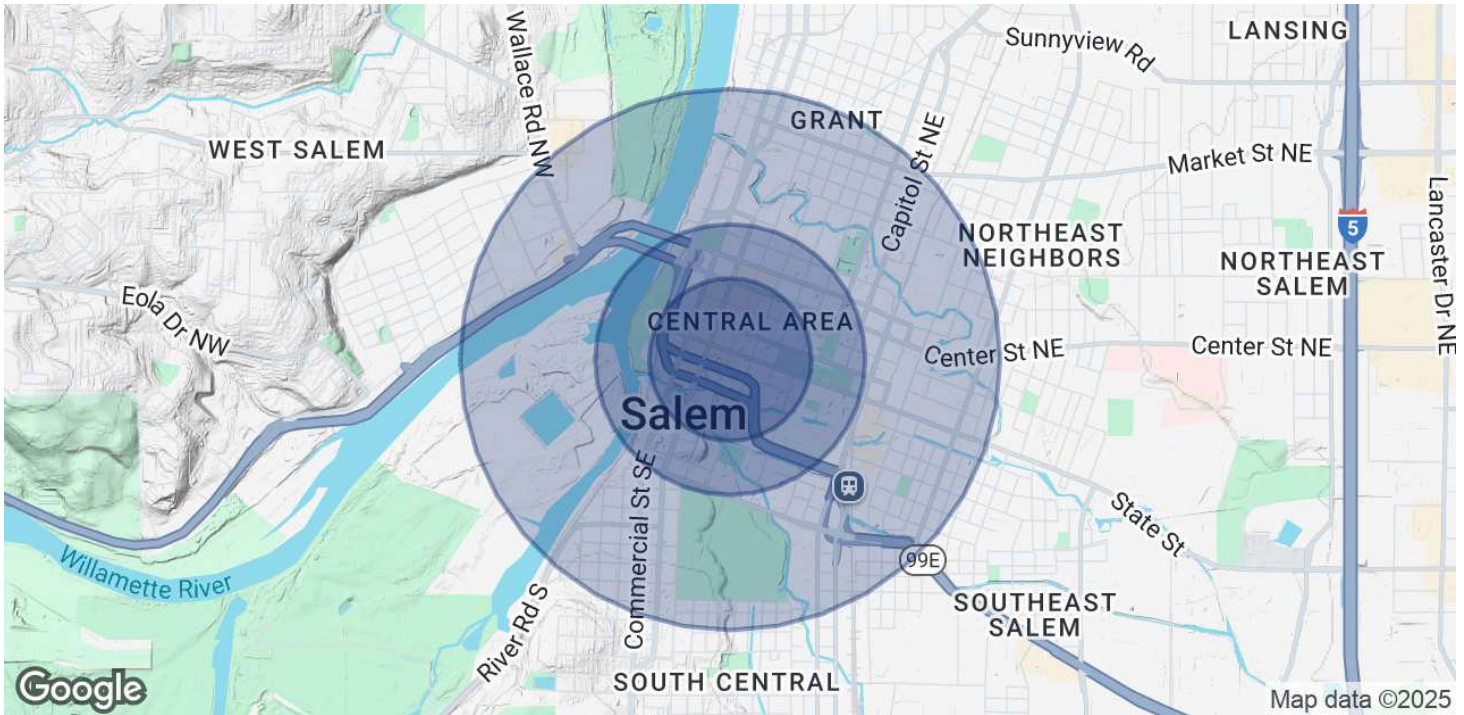 LANSING
Sunnyview Rd
Wallace Rd NW
GRANT
WEST SALEM
Capitol St NE
Market St NE
Lancaster Dr NE
5
NORTHEAST
NEIGHBORS
NORTHEAST
SALEM
Eola Dr NW
CENTRAL AREA
Center St NE
Center St NE
Salem
Commercial St SE
State St
99E
Willamette River
River Rd S
SOUTHEAST
SALEM
SOUTH CENTRAL
Google
Map data ©2025